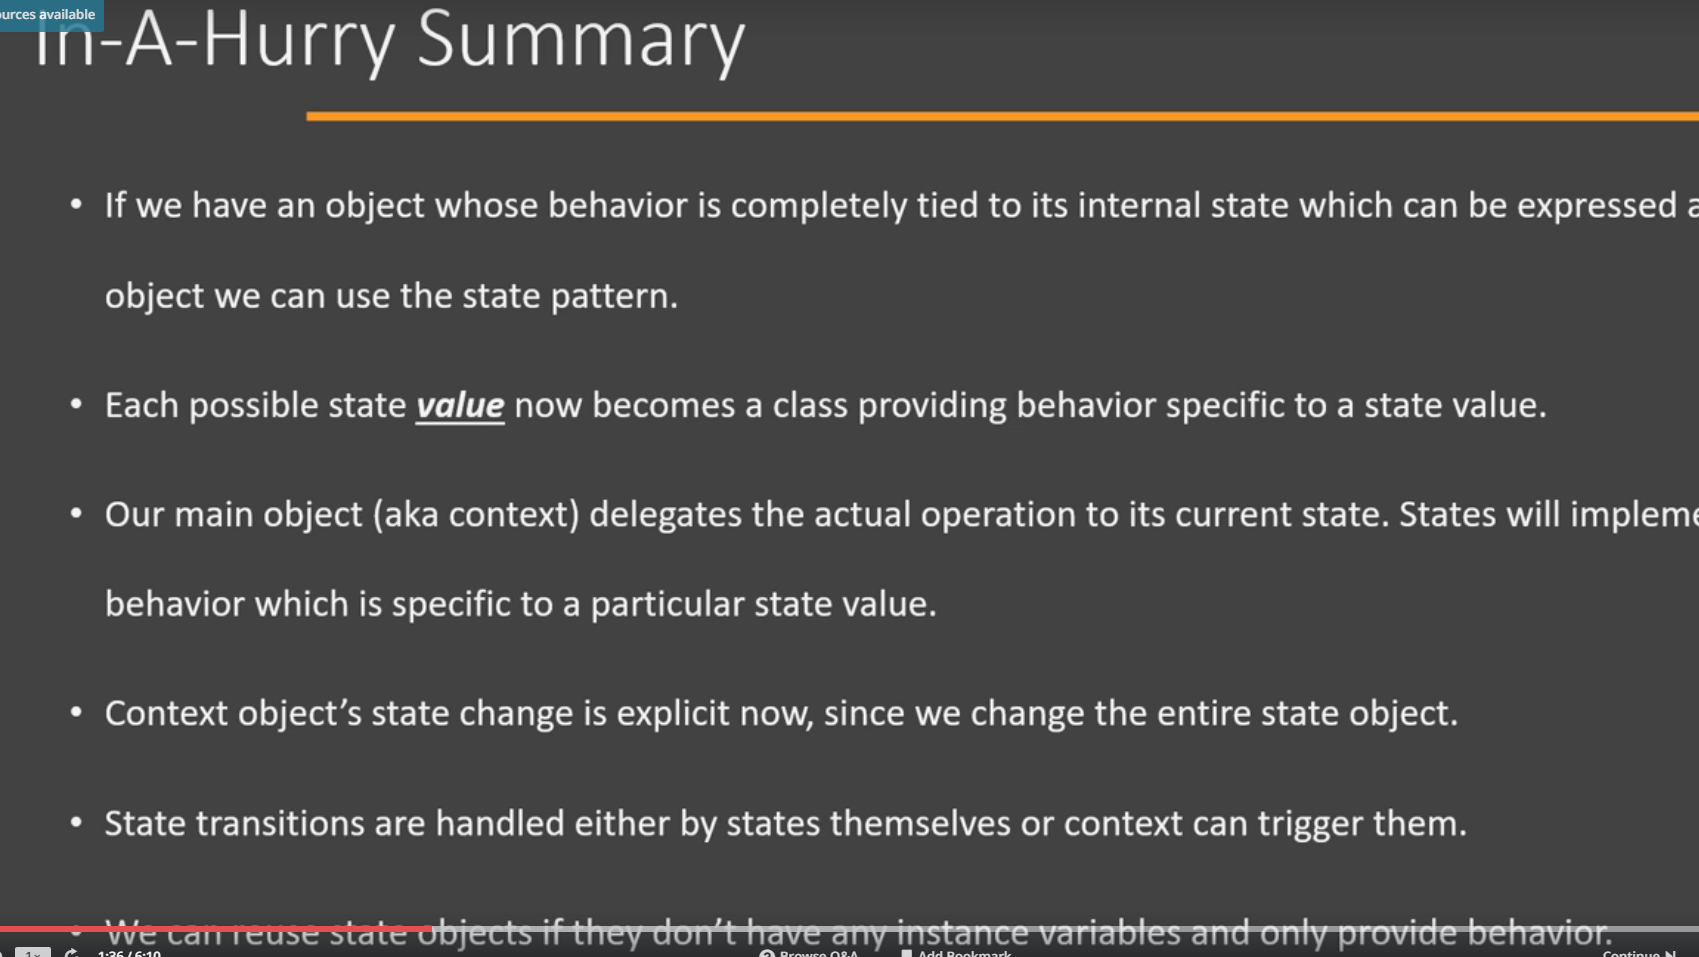 ources available
In-A-Hurry Summary
• If we have an object whose behavior is completely tied to its internal state which can be expressed a
object we can use the state pattern.
• Each possible state value now becomes a class providing behavior specific to a state value.
• Our main object (aka context) delegates the actual operation to its current state. States will impleme
behavior which is specific to a particular state value.
• Context object’s state change is explicit now, since we change the entire state object.
• State transitions are handled either by states themselves or context can trigger them.
• We can reuse state objects if they don’t have any instance variables and only provide behavior.
1x 1:36 / 6:10 Browse Q&A Add Bookmark Continue